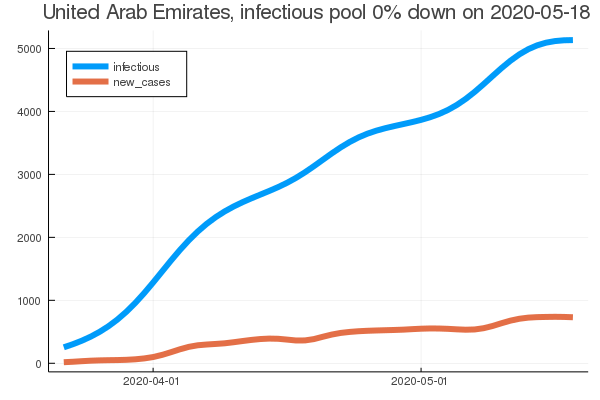 United Arab Emirates, infectious pool 0% down on 2020-05-18
5000
infectious
new_cases
4000
3000
2000
1000
0
2020-04-01
2020-05-01